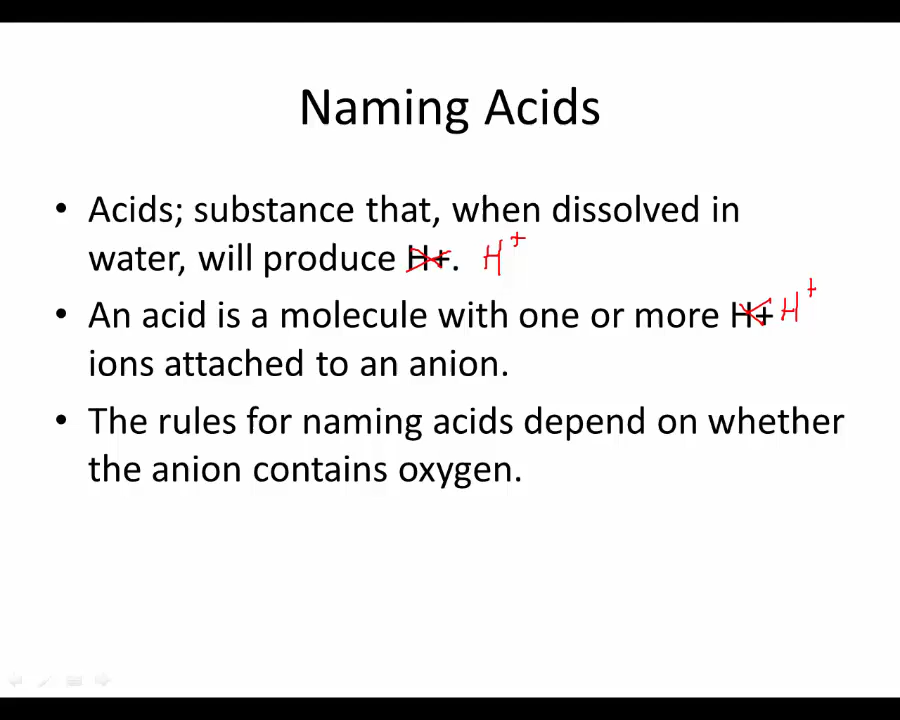 Naming Acids
• Acids; substance that, when dissolved in
water, will produce H+. H⁺
• An acid is a molecule with one or more H+ H⁺
ions attached to an anion.
• The rules for naming acids depend on whether
the anion contains oxygen.